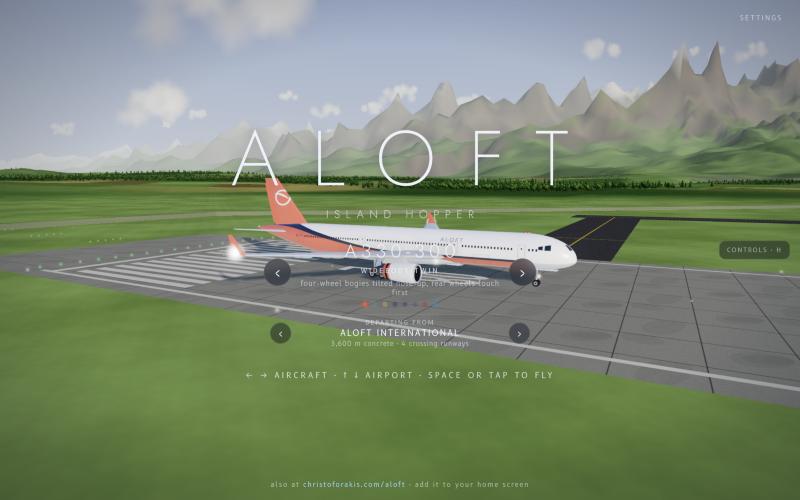 SETTINGS
ALOFT
ISLAND HOPPER
ALOFT
A330-300
WIDEBODY TWIN
four-wheel bogies tilted nose-up, rear wheels touch
first
DEPARTING FROM
ALOFT INTERNATIONAL
3,600 m concrete · 4 crossing runways
← → AIRCRAFT · ↑ ↓ AIRPORT · SPACE OR TAP TO FLY
CONTROLS · H
also at christoforakis.com/aloft · add it to your home screen